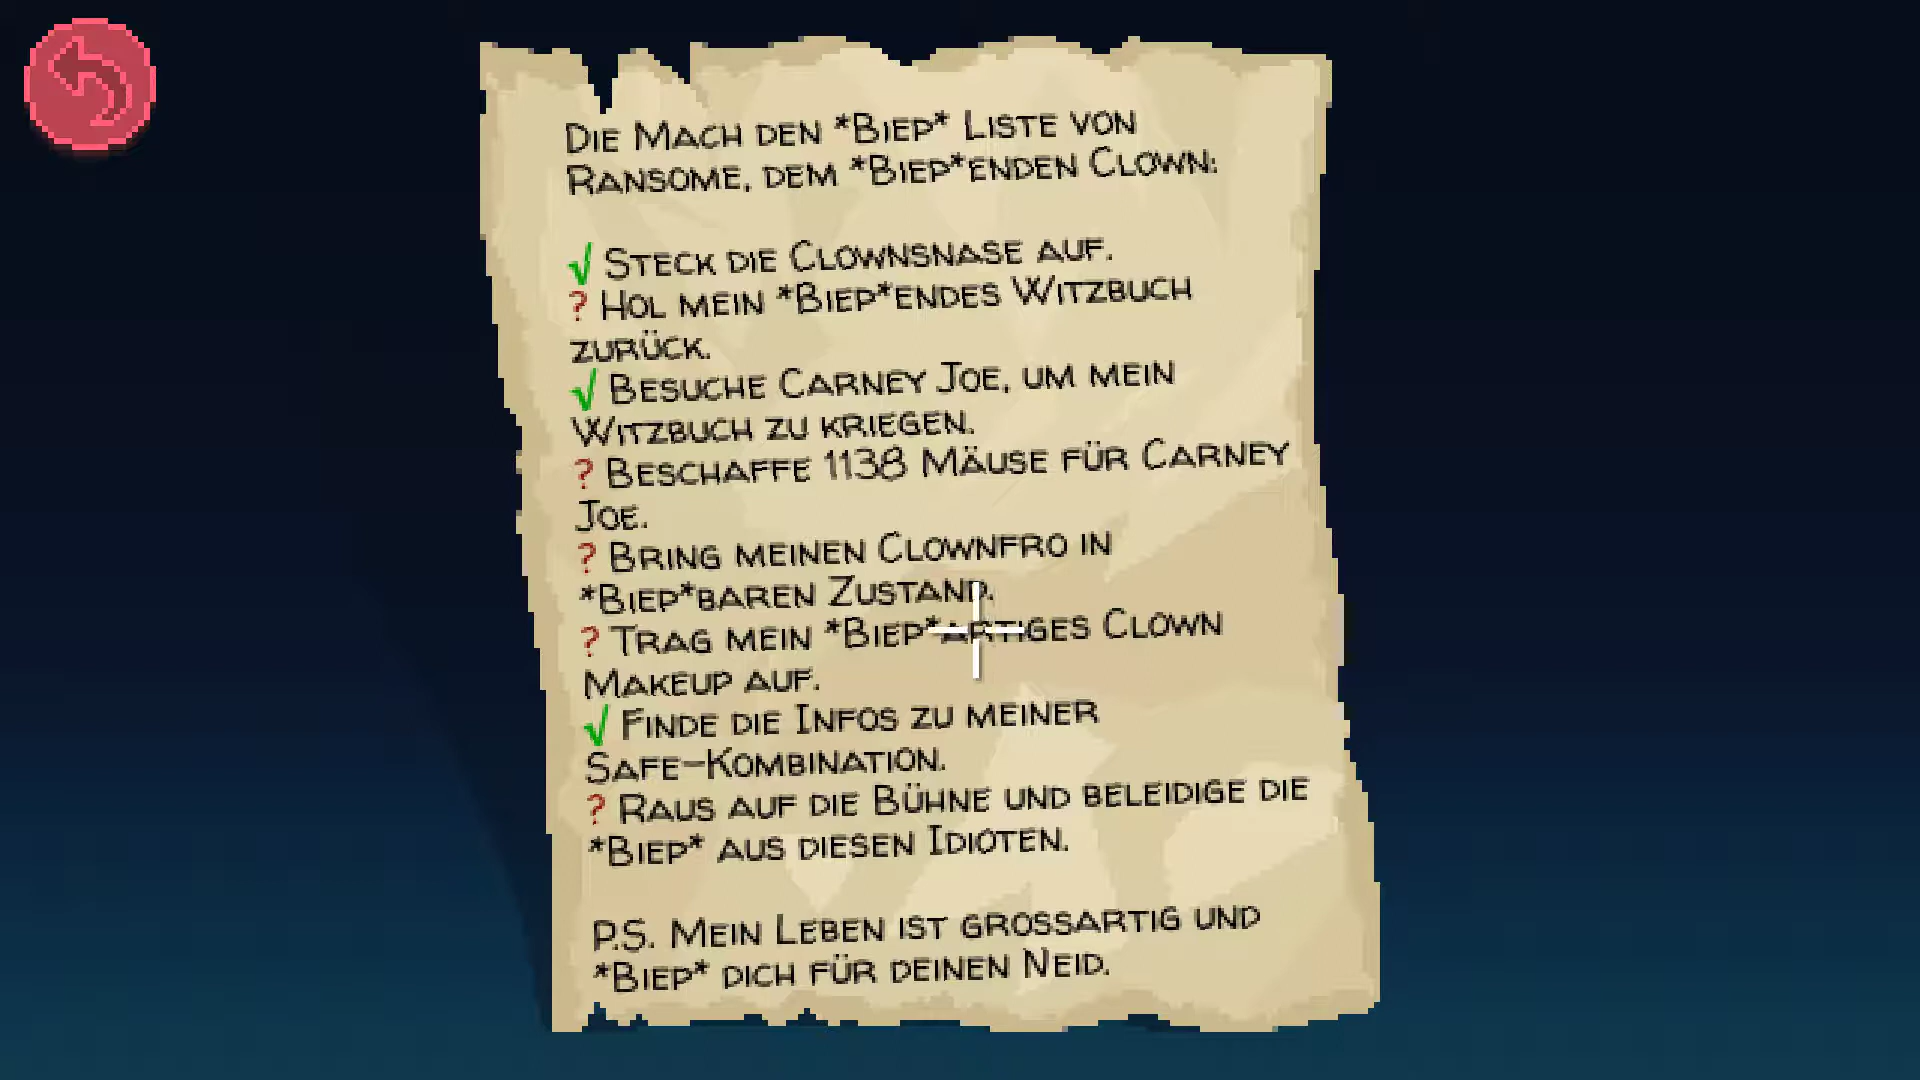 Die Mach den *Biep* Liste von
Ransome, dem *Biep*enden Clown:
√ Steck die Clownsnase auf.
? Hol mein *Biep*endes Witzbuch
zurück.
√ Besuche Carney Joe, um mein
Witzbuch zu kriegen.
? Beschaffe 1138 Mäuse für Carney
Joe.
? Bring meinen Clownfro in
*Biep*baren Zustand.
? Trag mein *Biep*artiges Clown
Makeup auf.
√ Finde die Infos zu meiner
Safe-Kombination.
? Raus auf die Bühne und beleidige die
*Biep* aus diesen Idioten.
P.S. Mein Leben ist grossartig und
*Biep* dich für deinen Neid.